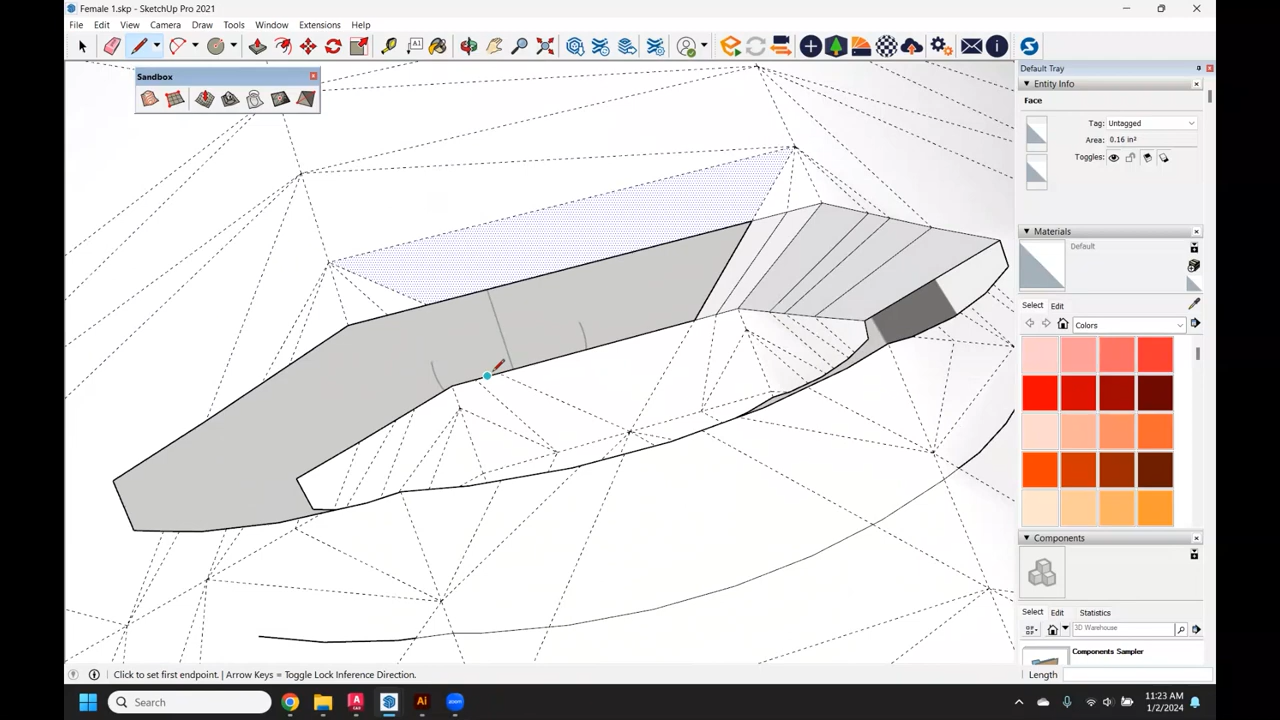 Female 1.skp - SketchUp Pro 2021
File Edit View Camera Draw Tools Window Extensions Help
Sandbox
Default Tray
Entity Info
Face
Tag: Untagged
Area: 0.16 in²
Toggles:
Materials
Default
Select Edit
Colors
Components
Select Edit Statistics
3D Warehouse
Components Sampler
Click to set first endpoint. | Arrow Keys = Toggle Lock Inference Direction.
Length
Search
A
Ai
zoom
11:23 AM
1/2/2024